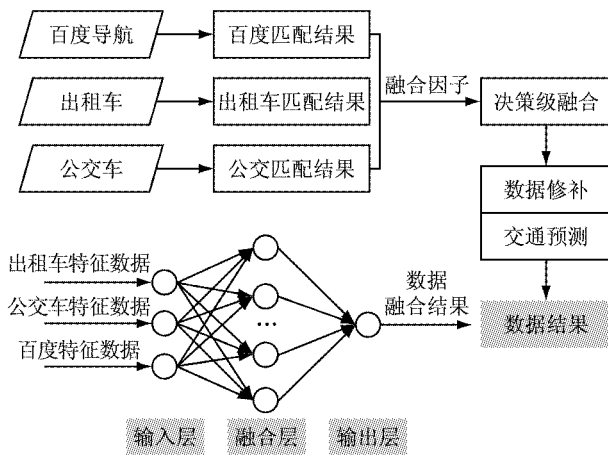 百度导航
百度匹配结果
出租车
出租车匹配结果
融合因子
决策级融合
公交车
公交匹配结果
数据修补
交通预测
出租车特征数据
公交车特征数据
百度特征数据
...
数据
融合结果
数据结果
输入层
融合层
输出层